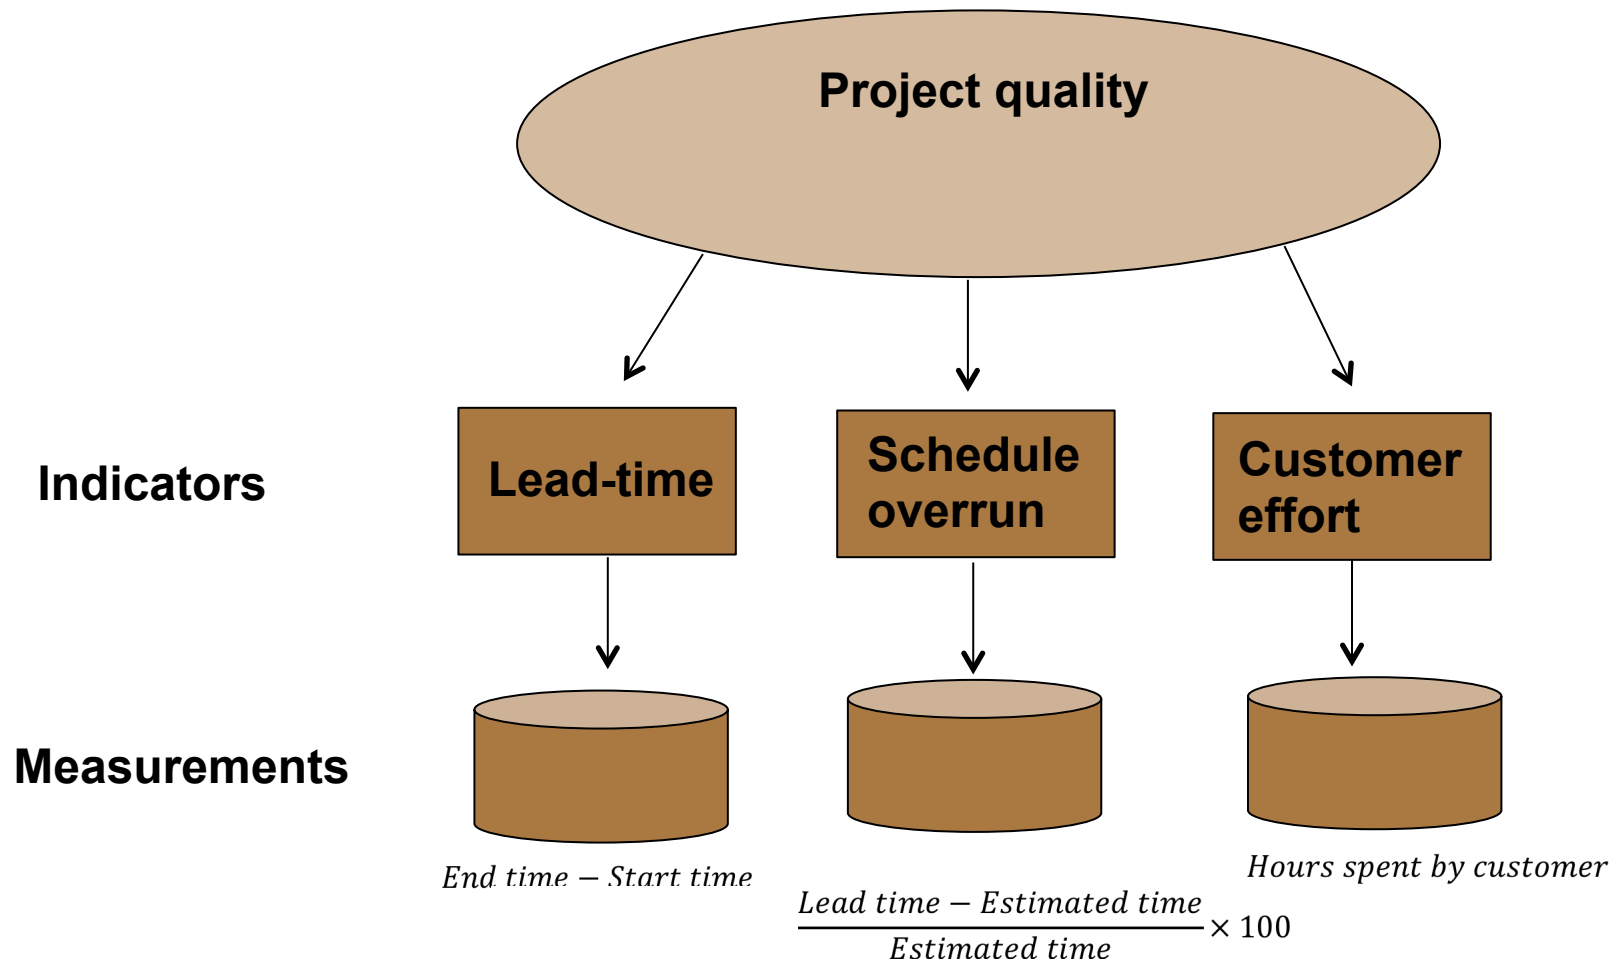 Project quality
Indicators
Lead-time
Schedule
overrun
Customer
effort
Measurements
End time − Start time
Lead time − Estimated time
Estimated time
× 100
Hours spent by customer